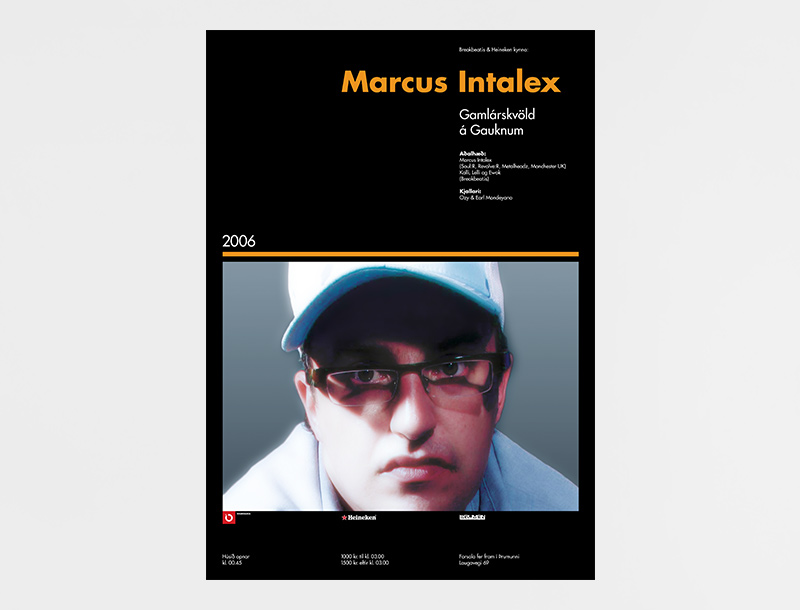 Breakbeat.is & Heineken kynna:
Marcus Intalex
Gamlárskvöld
á Gauknum
Aðalhæð:
Marcus Intalex
(Soul:R, Revolve:R, Metalheadz, Manchester UK)
Kalli, Lelli og Ewok
(Breakbeat.is)
Kjallari:
Ozy & Earl Mondeyano
2006
Heineken
ÞRUMAN
Húsið opnar
kl. 00:45
1000 kr. til kl. 03:00
1500 kr. eftir kl. 03:00
Forsala fer fram í Þrumunni
Laugavegi 69